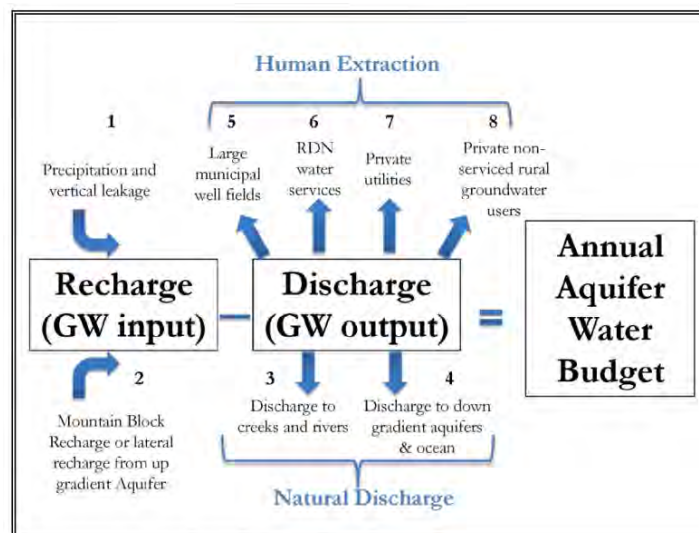 Human Extraction
1
5
6
7
8
Precipitation and
vertical leakage
Large
municipal
well fields
RDN
water
services
Private
utilities
Private non-
serviced rural
groundwater
users
Recharge
(GW input)
—
Discharge
(GW output)
=
Annual
Aquifer
Water
Budget
2
3
4
Mountain Block
Recharge or lateral
recharge from up
gradient Aquifer
Discharge to
creeks and rivers
Discharge to down
gradient aquifers
& ocean
Natural Discharge